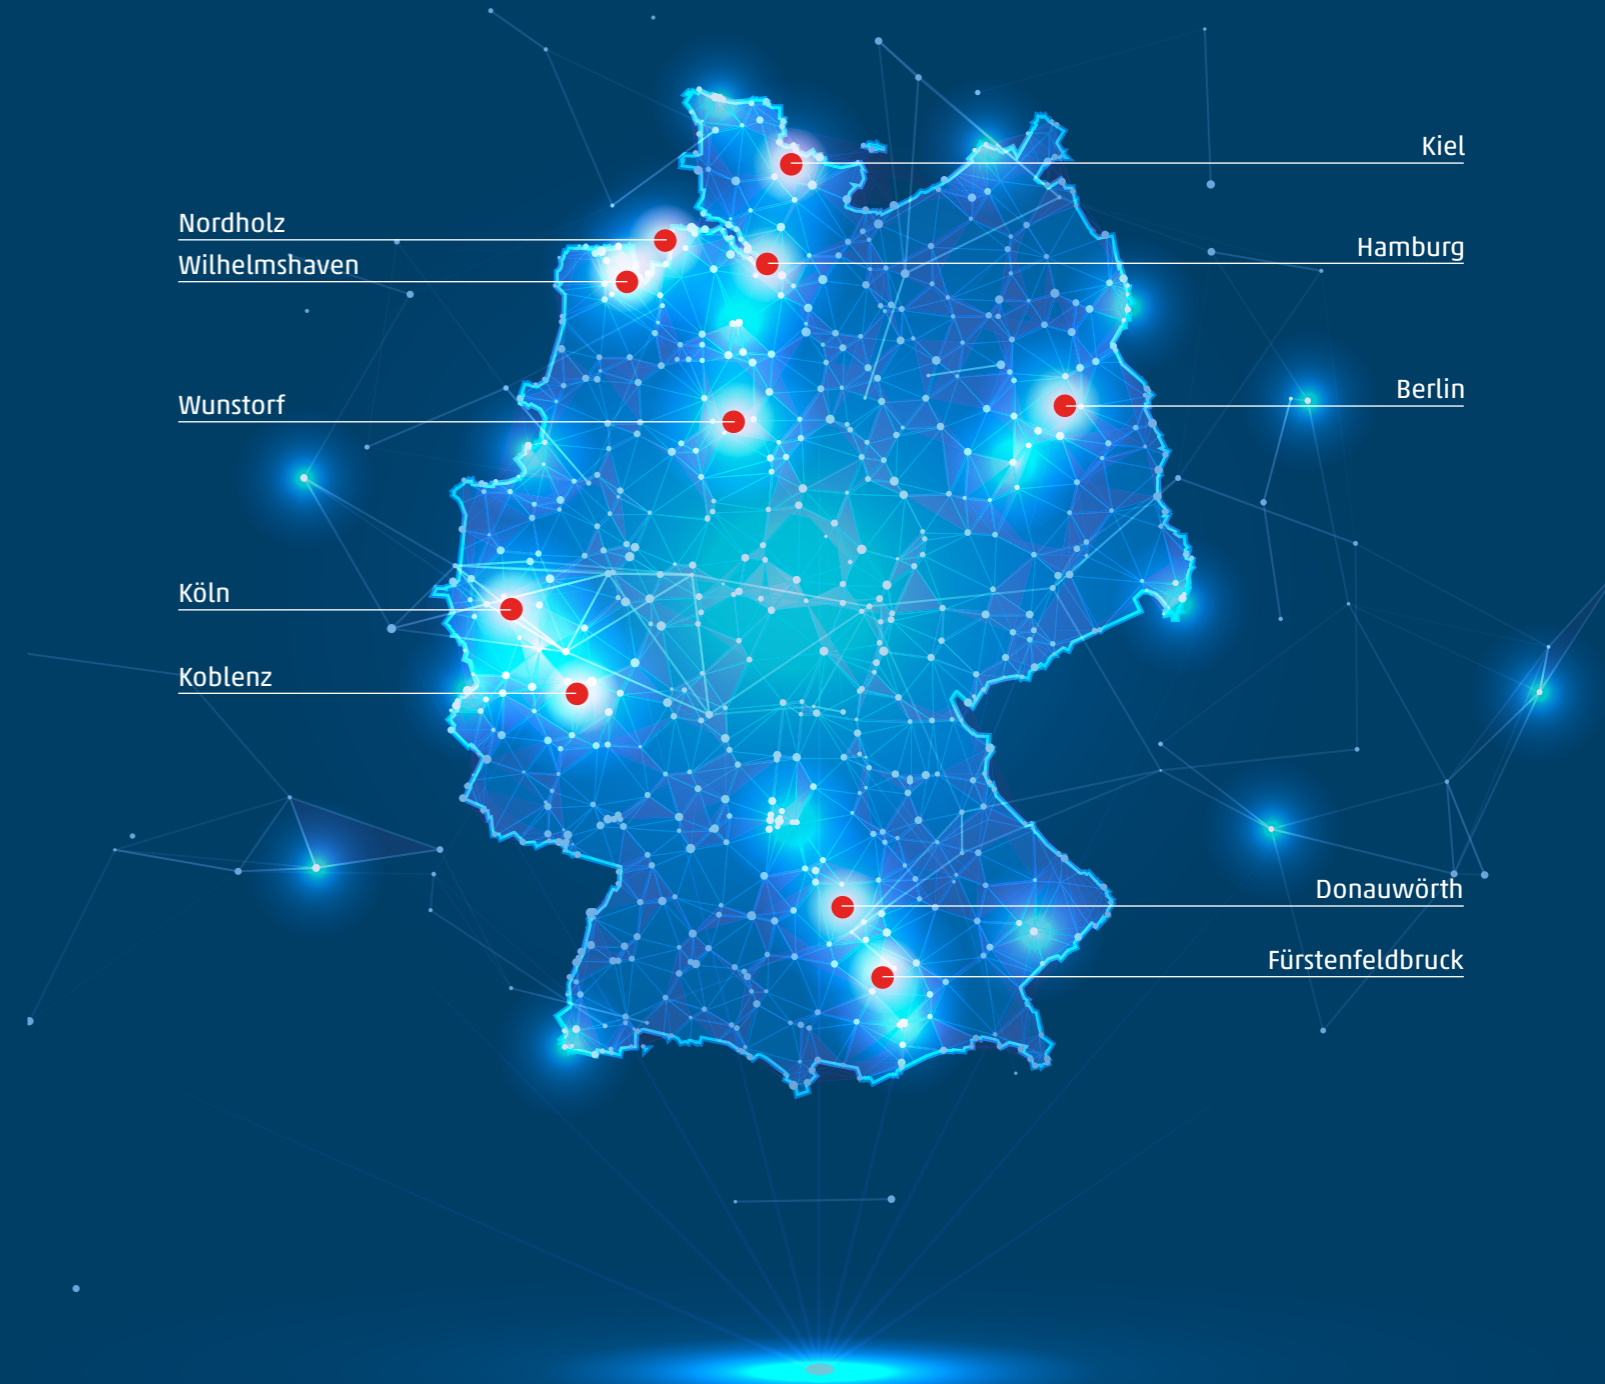 Kiel
Nordholz
Hamburg
Wilhelmshaven
Berlin
Wunstorf
Köln
Koblenz
Donauwörth
Fürstenfeldbruck